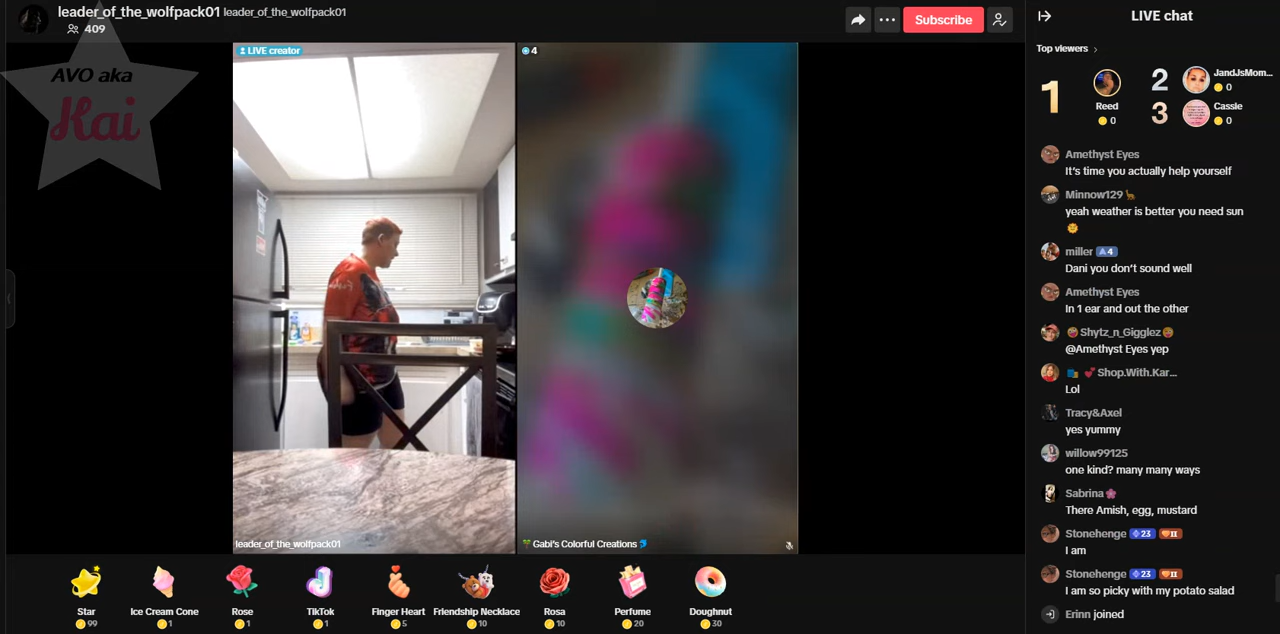 leader_of_the_wolfpack01 leader_of_the_wolfpack01
409
Subscribe
LIVE chat
AVO aka
Kai
LIVE creator
4
leader_of_the_wolfpack01
Gabi's Colorful Creations
Star
99
Ice Cream Cone
1
Rose
1
TikTok
1
Finger Heart
5
Friendship Necklace
10
Rosa
10
Perfume
20
Doughnut
30
Top viewers
1
Reed
0
2
JandJsMom...
0
3
Cassie
0
Amethyst Eyes
It's time you actually help yourself
Minnow129
yeah weather is better you need sun
miller 4
Dani you don't sound well
Amethyst Eyes
In 1 ear and out the other
Shytz_n_Gigglez
@Amethyst Eyes yep
Shop.With.Kar...
Lol
Tracy&Axel
yes yummy
willow99125
one kind? many many ways
Sabrina
There Amish, egg, mustard
Stonehenge 23 II
I am
Stonehenge 23 II
I am so picky with my potato salad
Erinn joined